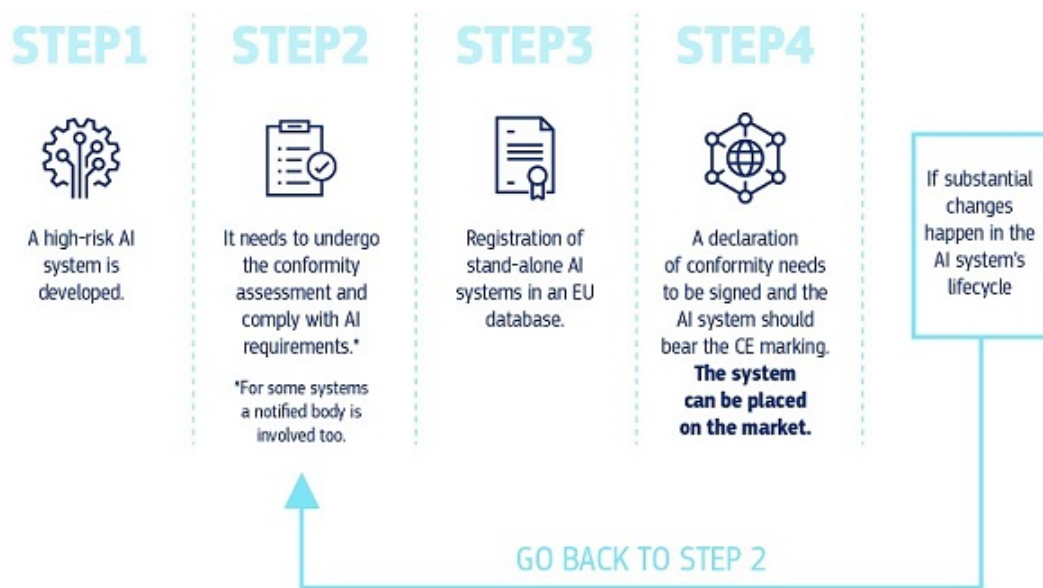 STEP1
A high-risk AI
system is
developed.
STEP2
It needs to undergo
the conformity
assessment and
comply with AI
requirements.*
*For some systems
a notified body is
involved too.
STEP3
Registration of
stand-alone AI
systems in an EU
database.
STEP4
A declaration
of conformity needs
to be signed and the
AI system should
bear the CE marking.
The system
can be placed
on the market.
If substantial
changes
happen in the
AI system's
lifecycle
GO BACK TO STEP 2